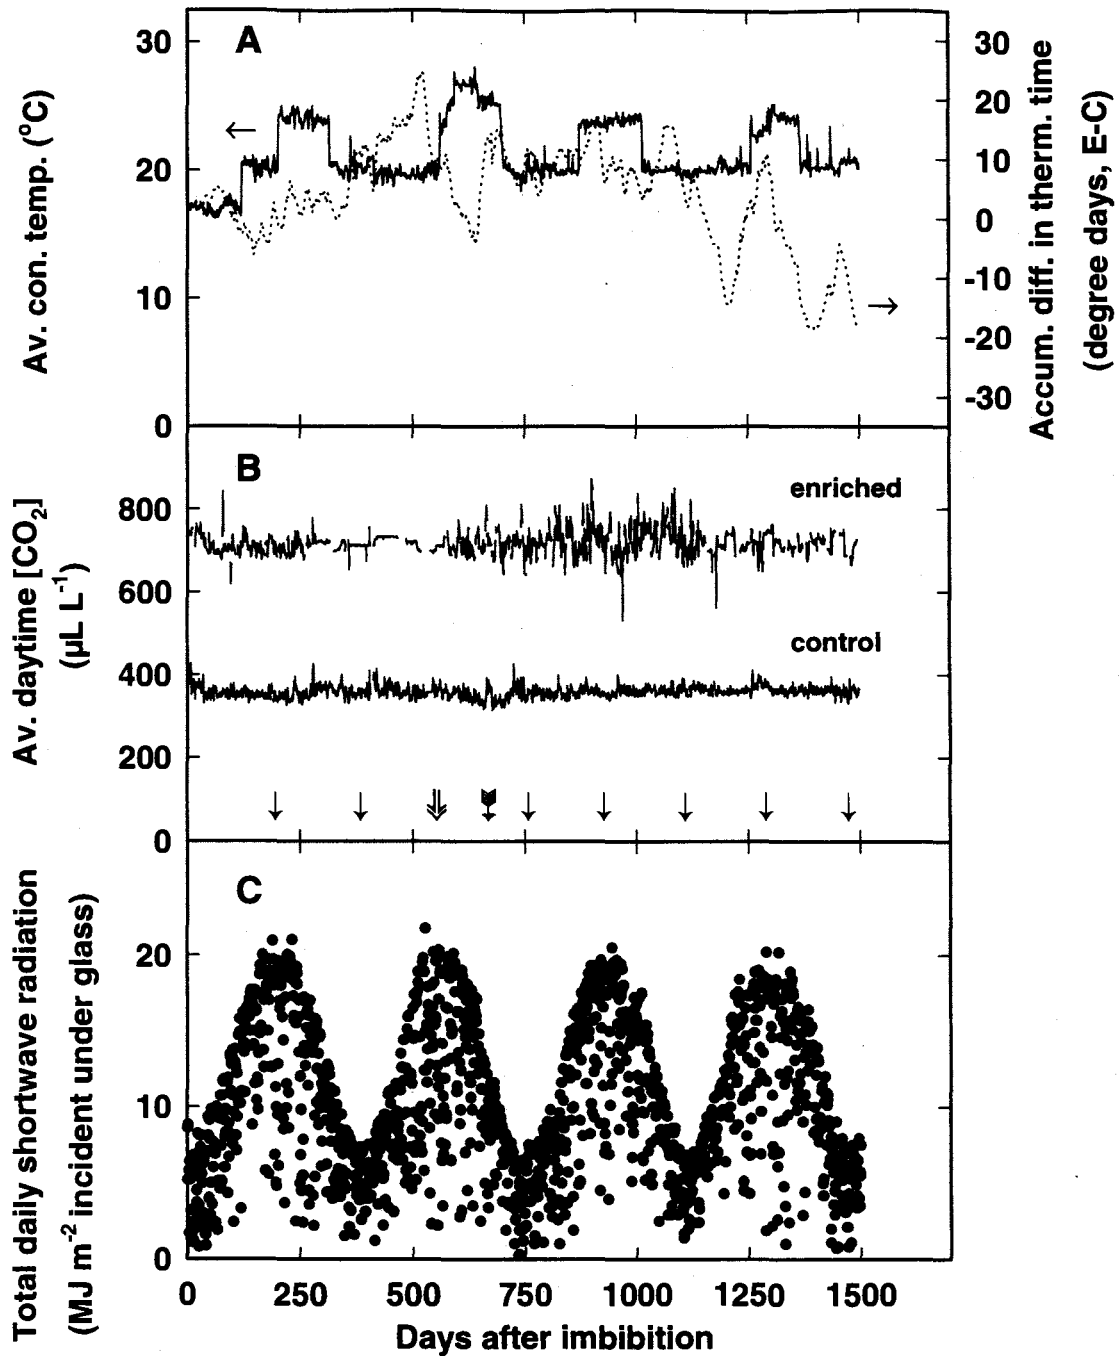 A
30
20
10
0
Av. con. temp. (°C)
30
20
10
0
-10
-20
-30
Accum. diff. in therm. time
(degree days, E-C)
B
enriched
control
800
600
400
200
0
Av. daytime [CO₂]
(µL L⁻¹)
C
20
10
0
Total daily shortwave radiation
(MJ m⁻² incident under glass)
0 250 500 750 1000 1250 1500
Days after imbibition